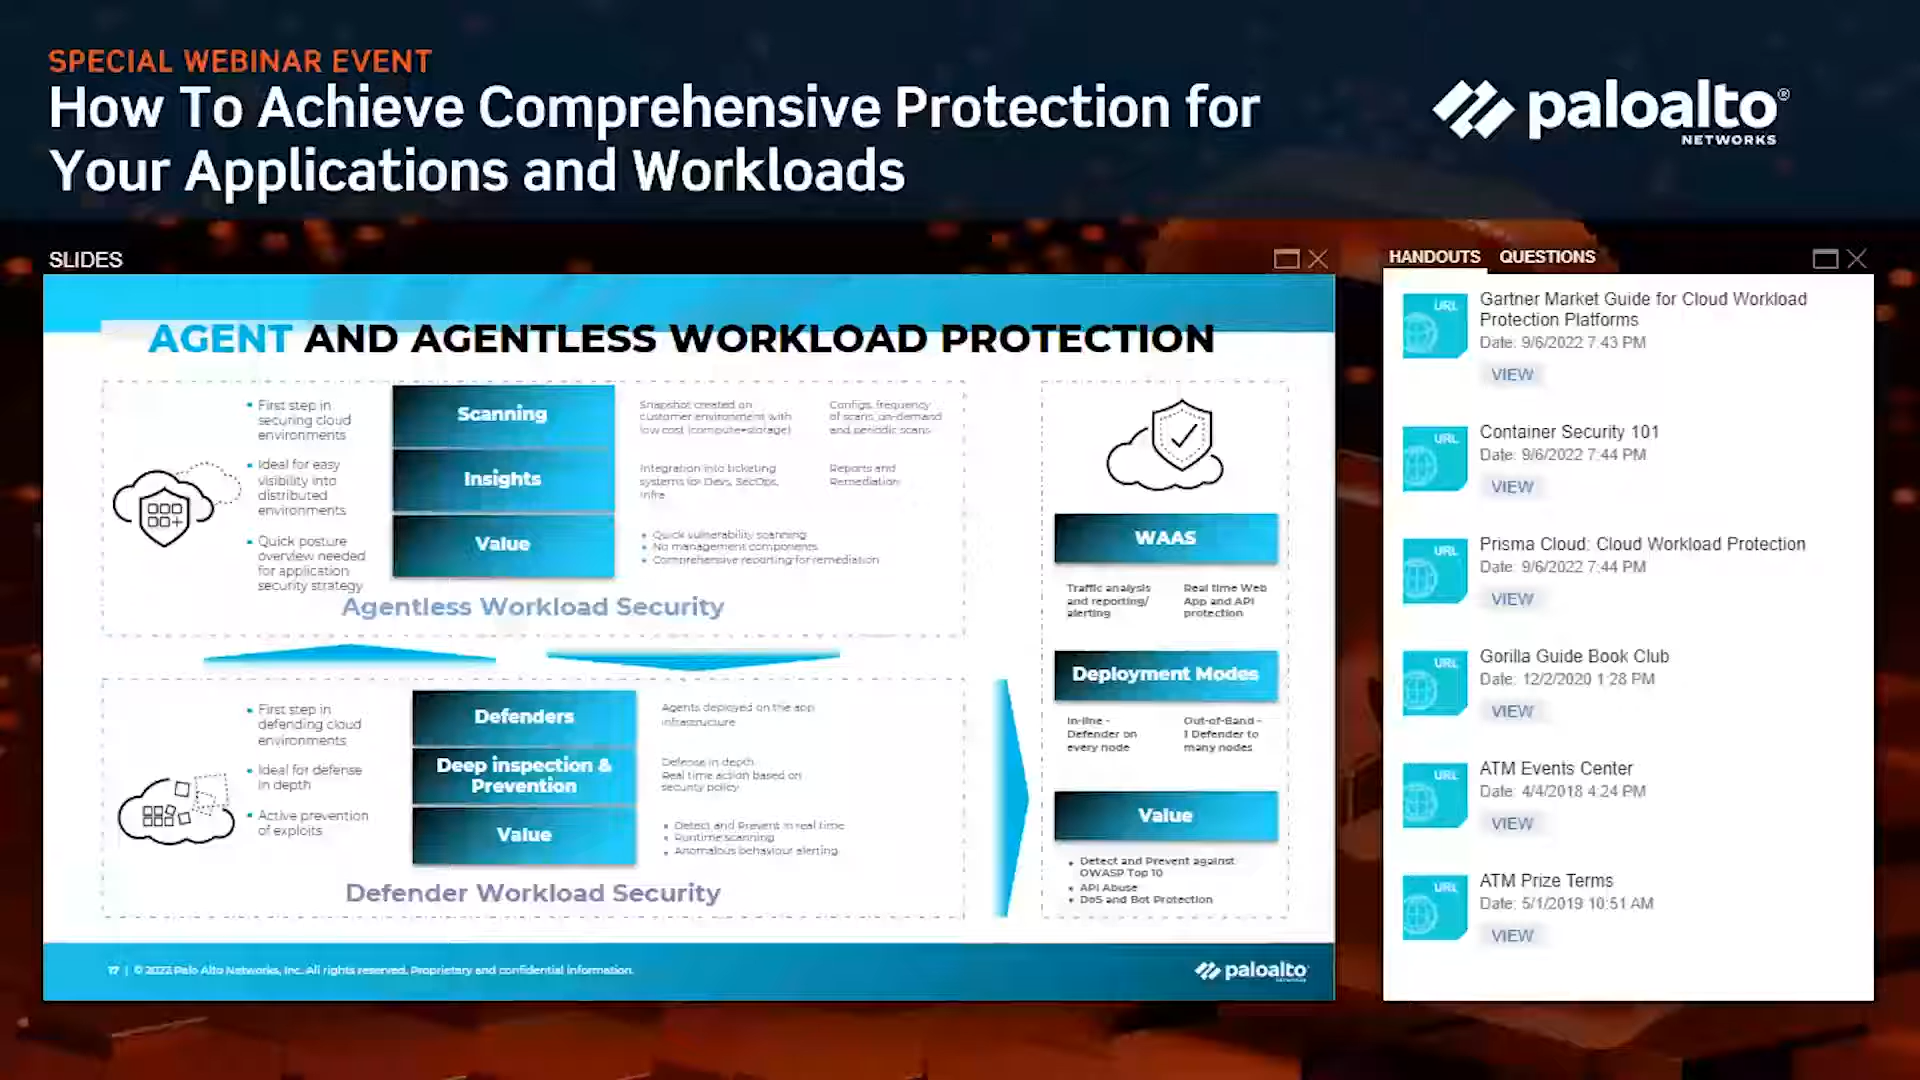 SPECIAL WEBINAR EVENT
How To Achieve Comprehensive Protection for
Your Applications and Workloads
paloalto®
NETWORKS
SLIDES
AGENT AND AGENTLESS WORKLOAD PROTECTION
First step in
securing cloud
environments
Ideal for easy
visibility into
distributed
environments
Quick posture
overview needed
for application
security strategy
Scanning
Insights
Value
Snapshot created on
customer environment with
low cost (compute+storage)
Configs, frequency
of scans, on-demand
and periodic scans
Integration into ticketing
systems for Devs, SecOps,
Infra
Reports and
Remediation
Quick vulnerability scanning
No management components
Comprehensive reporting for remediation
Agentless Workload Security
First step in
defending cloud
environments
Ideal for defense
in depth
Active prevention
of exploits
Defenders
Deep inspection &
Prevention
Value
Agents deployed on the app
infrastructure
Defense in depth
Real time action based on
security policy
Detect and Prevent in real time
Runtime scanning
Anomalous behaviour alerting
Defender Workload Security
WAAS
Traffic analysis
and reporting/
alerting
Real time Web
App and API
protection
Deployment Modes
In-line -
Defender on
every node
Out-of-Band -
1 Defender to
many nodes
Value
Detect and Prevent against
OWASP Top 10
API Abuse
DoS and Bot Protection
17 | © 2022 Palo Alto Networks, Inc. All rights reserved. Proprietary and confidential information.
paloalto
NETWORKS
HANDOUTS QUESTIONS
URL
Gartner Market Guide for Cloud Workload
Protection Platforms
Date: 9/6/2022 7:43 PM
VIEW
URL
Container Security 101
Date: 9/6/2022 7:44 PM
VIEW
URL
Prisma Cloud: Cloud Workload Protection
Date: 9/6/2022 7:44 PM
VIEW
URL
Gorilla Guide Book Club
Date: 12/2/2020 1:28 PM
VIEW
URL
ATM Events Center
Date: 4/4/2018 4:24 PM
VIEW
URL
ATM Prize Terms
Date: 5/1/2019 10:51 AM
VIEW